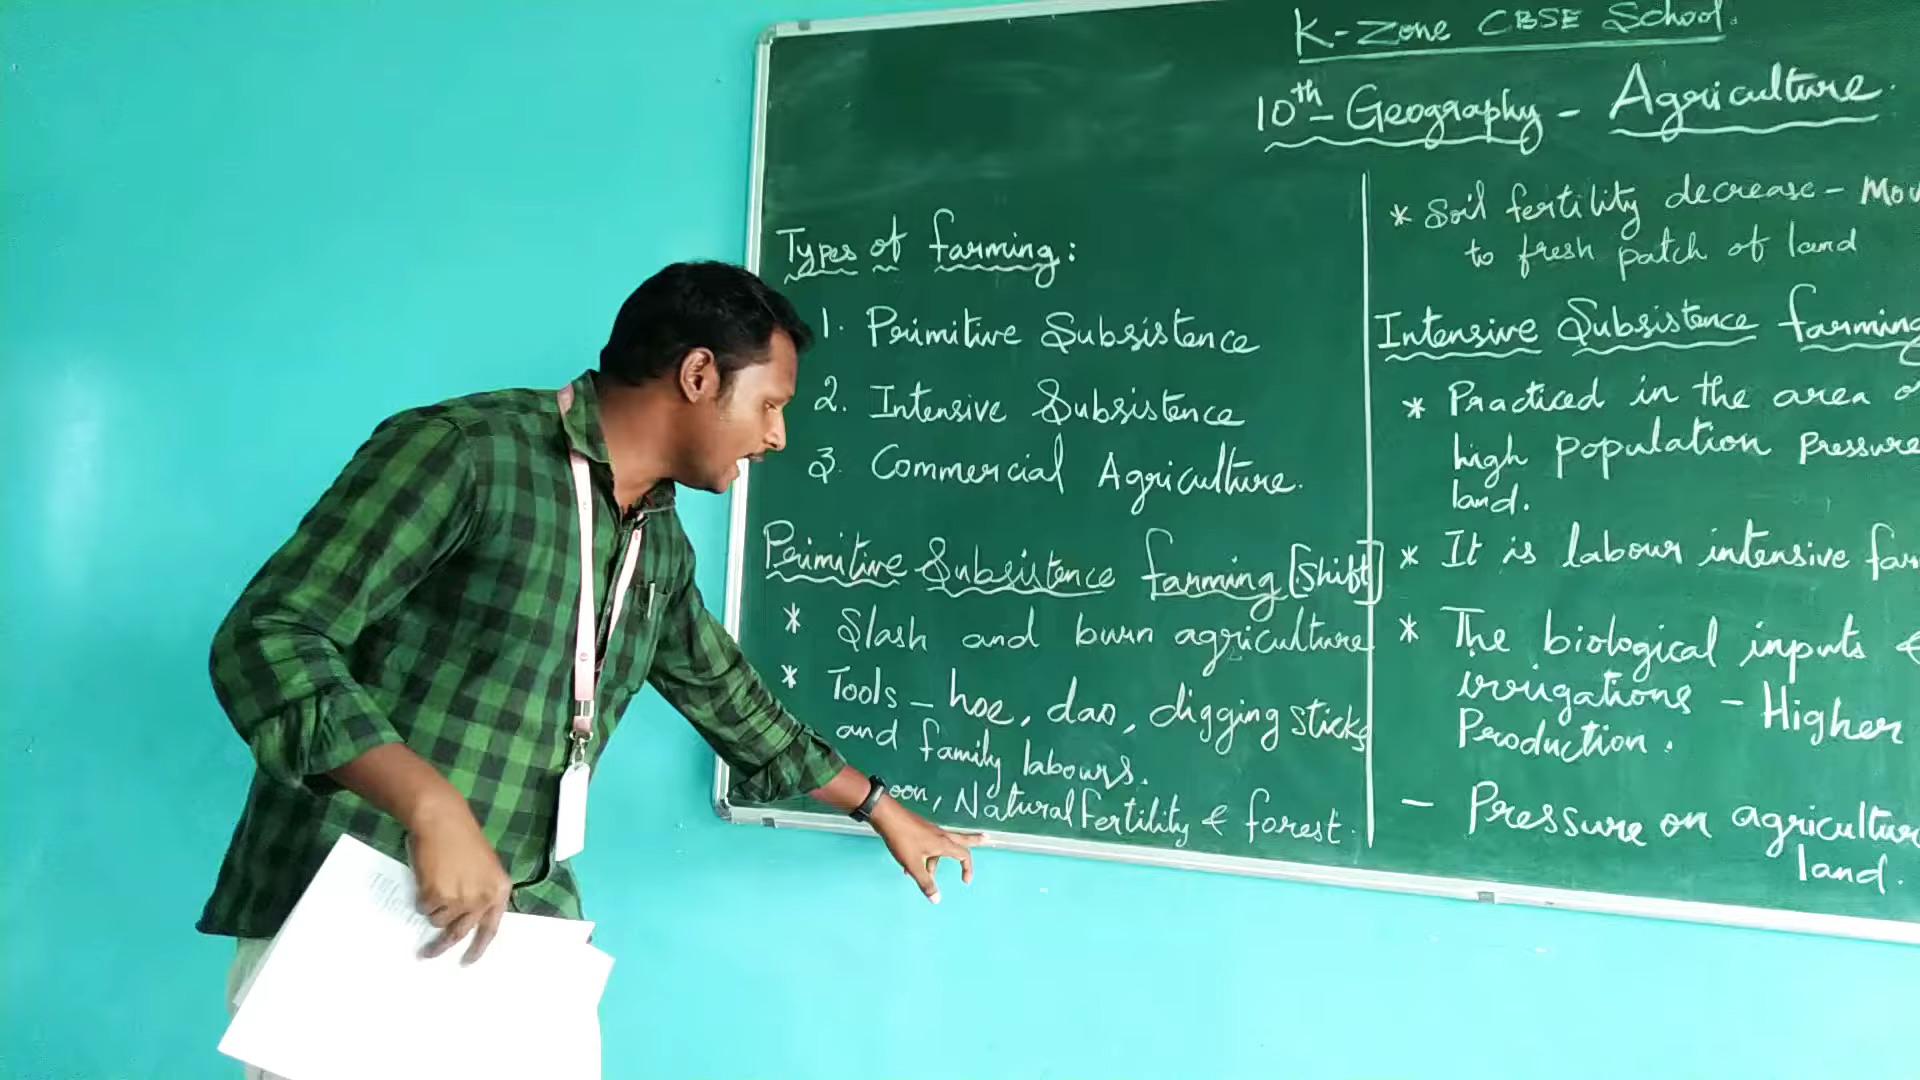 K-Zone CBSE School.
10th - Geography - Agriculture.
Types of farming:
1. Primitive Subsistence
2. Intensive Subsistence
3. Commercial Agriculture.
Primitive Subsistence farming [Shift]
* Slash and burn agriculture
* Tools - hoe, dao, digging sticks
and family labours.
oon, Natural Fertility & forest.
* Soil fertility decrease - Mov
to fresh patch of land
Intensive Subsistence farming
* Practiced in the area o
high population pressure
land.
* It is labour intensive far
* The biological inputs &
irrigations - Higher
Production.
- Pressure on agricultur
land.